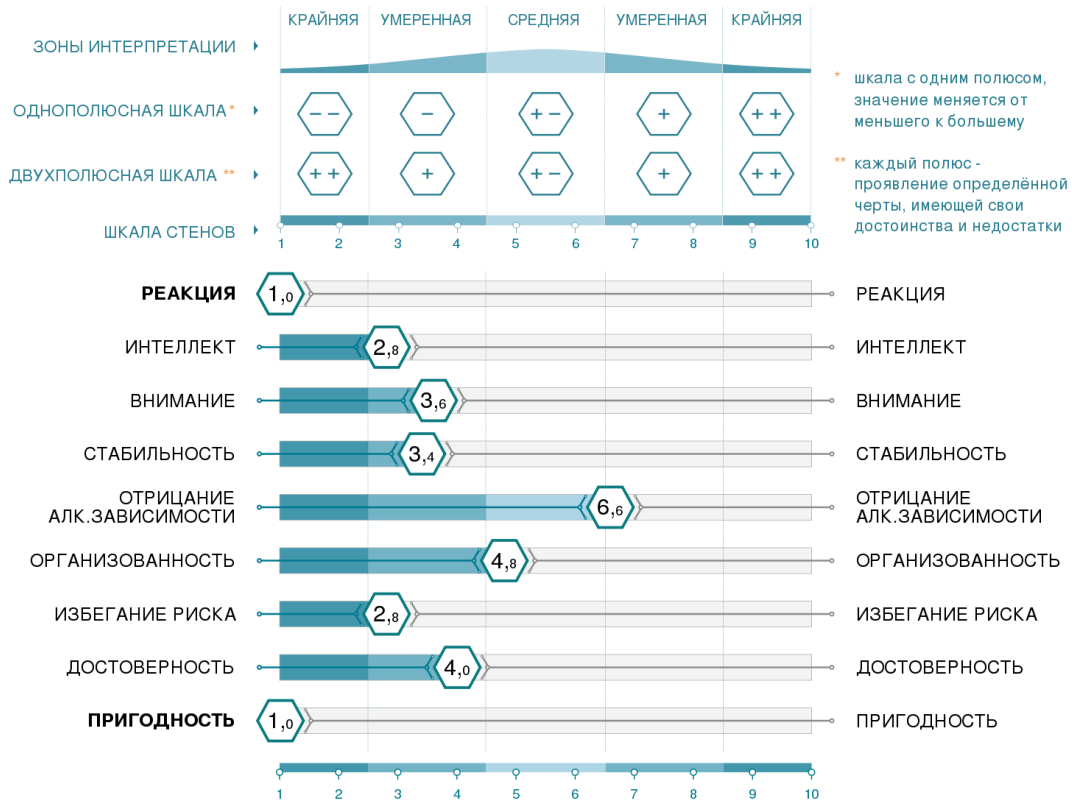 КРАЙНЯЯ УМЕРЕННАЯ СРЕДНЯЯ УМЕРЕННАЯ КРАЙНЯЯ
ЗОНЫ ИНТЕРПРЕТАЦИИ
ОДНОПОЛЮСНАЯ ШКАЛА* − − − + − + + +
* шкала с одним полюсом,
значение меняется от
меньшего к большему
ДВУХПОЛЮСНАЯ ШКАЛА ** + + + + − + + +
** каждый полюс -
проявление определённой
черты, имеющей свои
достоинства и недостатки
ШКАЛА СТЕНОВ
1 2 3 4 5 6 7 8 9 10
РЕАКЦИЯ 1,0 РЕАКЦИЯ
ИНТЕЛЛЕКТ 2,8 ИНТЕЛЛЕКТ
ВНИМАНИЕ 3,6 ВНИМАНИЕ
СТАБИЛЬНОСТЬ 3,4 СТАБИЛЬНОСТЬ
ОТРИЦАНИЕ
АЛК.ЗАВИСИМОСТИ
6,6
ОТРИЦАНИЕ
АЛК.ЗАВИСИМОСТИ
ОРГАНИЗОВАННОСТЬ 4,8 ОРГАНИЗОВАННОСТЬ
ИЗБЕГАНИЕ РИСКА 2,8 ИЗБЕГАНИЕ РИСКА
ДОСТОВЕРНОСТЬ 4,0 ДОСТОВЕРНОСТЬ
ПРИГОДНОСТЬ 1,0 ПРИГОДНОСТЬ
1 2 3 4 5 6 7 8 9 10